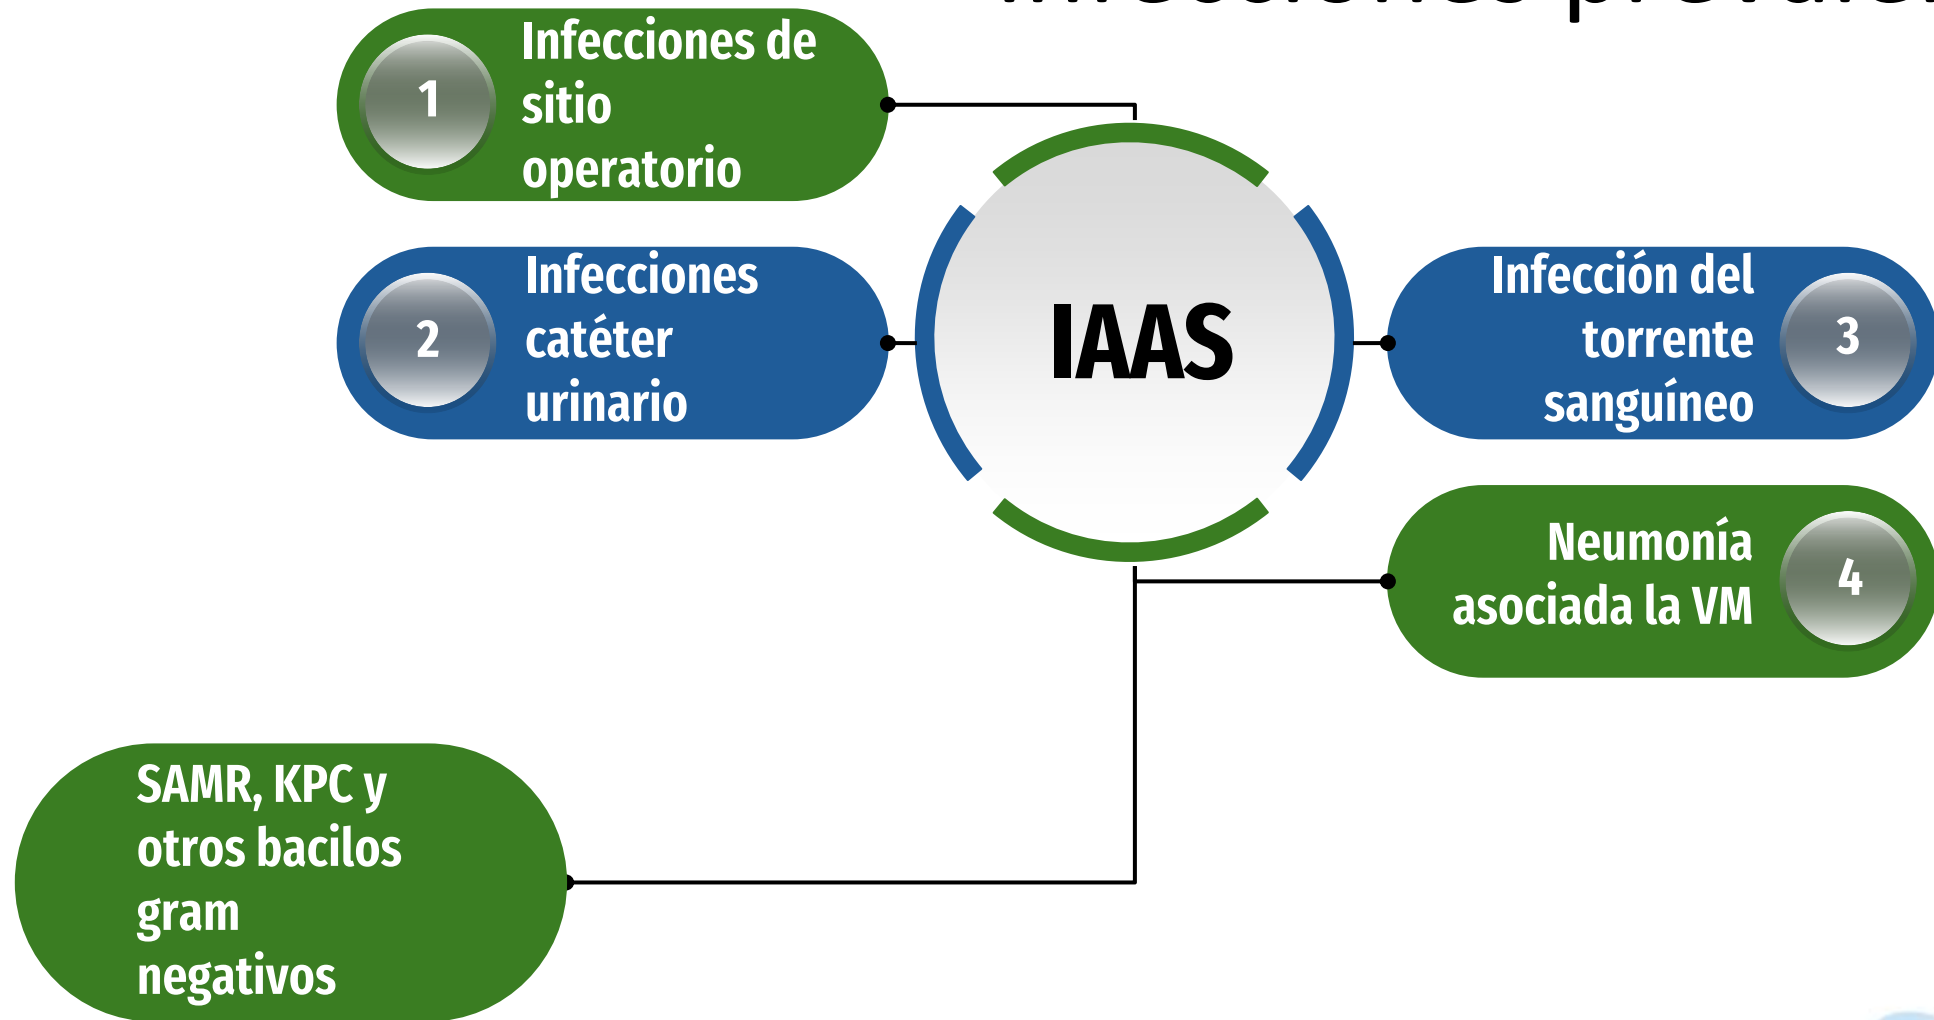 Infecciones
1
Infecciones de
sitio
operatorio
2
Infecciones
catéter
urinario
IAAS
Infección del
torrente
sanguíneo
3
Neumonía
asociada la VM
4
SAMR, KPC y
otros bacilos
gram
negativos